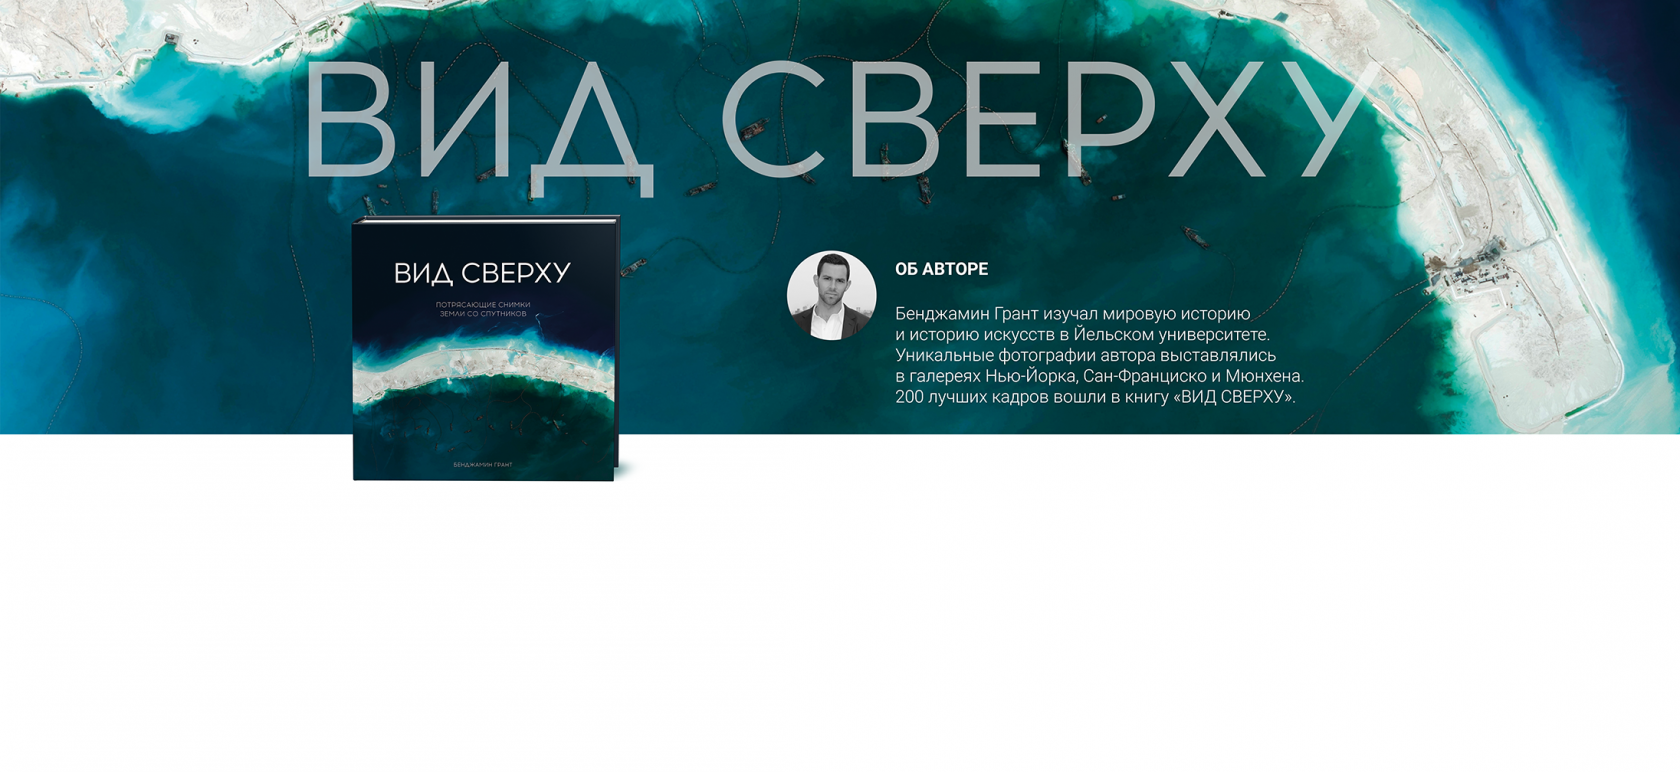 ВИД СВЕРХУ
ВИД СВЕРХУ
ПОТРЯСАЮЩИЕ СНИМКИ
ЗЕМЛИ СО СПУТНИКОВ
БЕНДЖАМИН ГРАНТ
ОБ АВТОРЕ
Бенджамин Грант изучал мировую историю
и историю искусств в Йельском университете.
Уникальные фотографии автора выставлялись
в галереях Нью-Йорка, Сан-Франциско и Мюнхена.
200 лучших кадров вошли в книгу «ВИД СВЕРХУ».